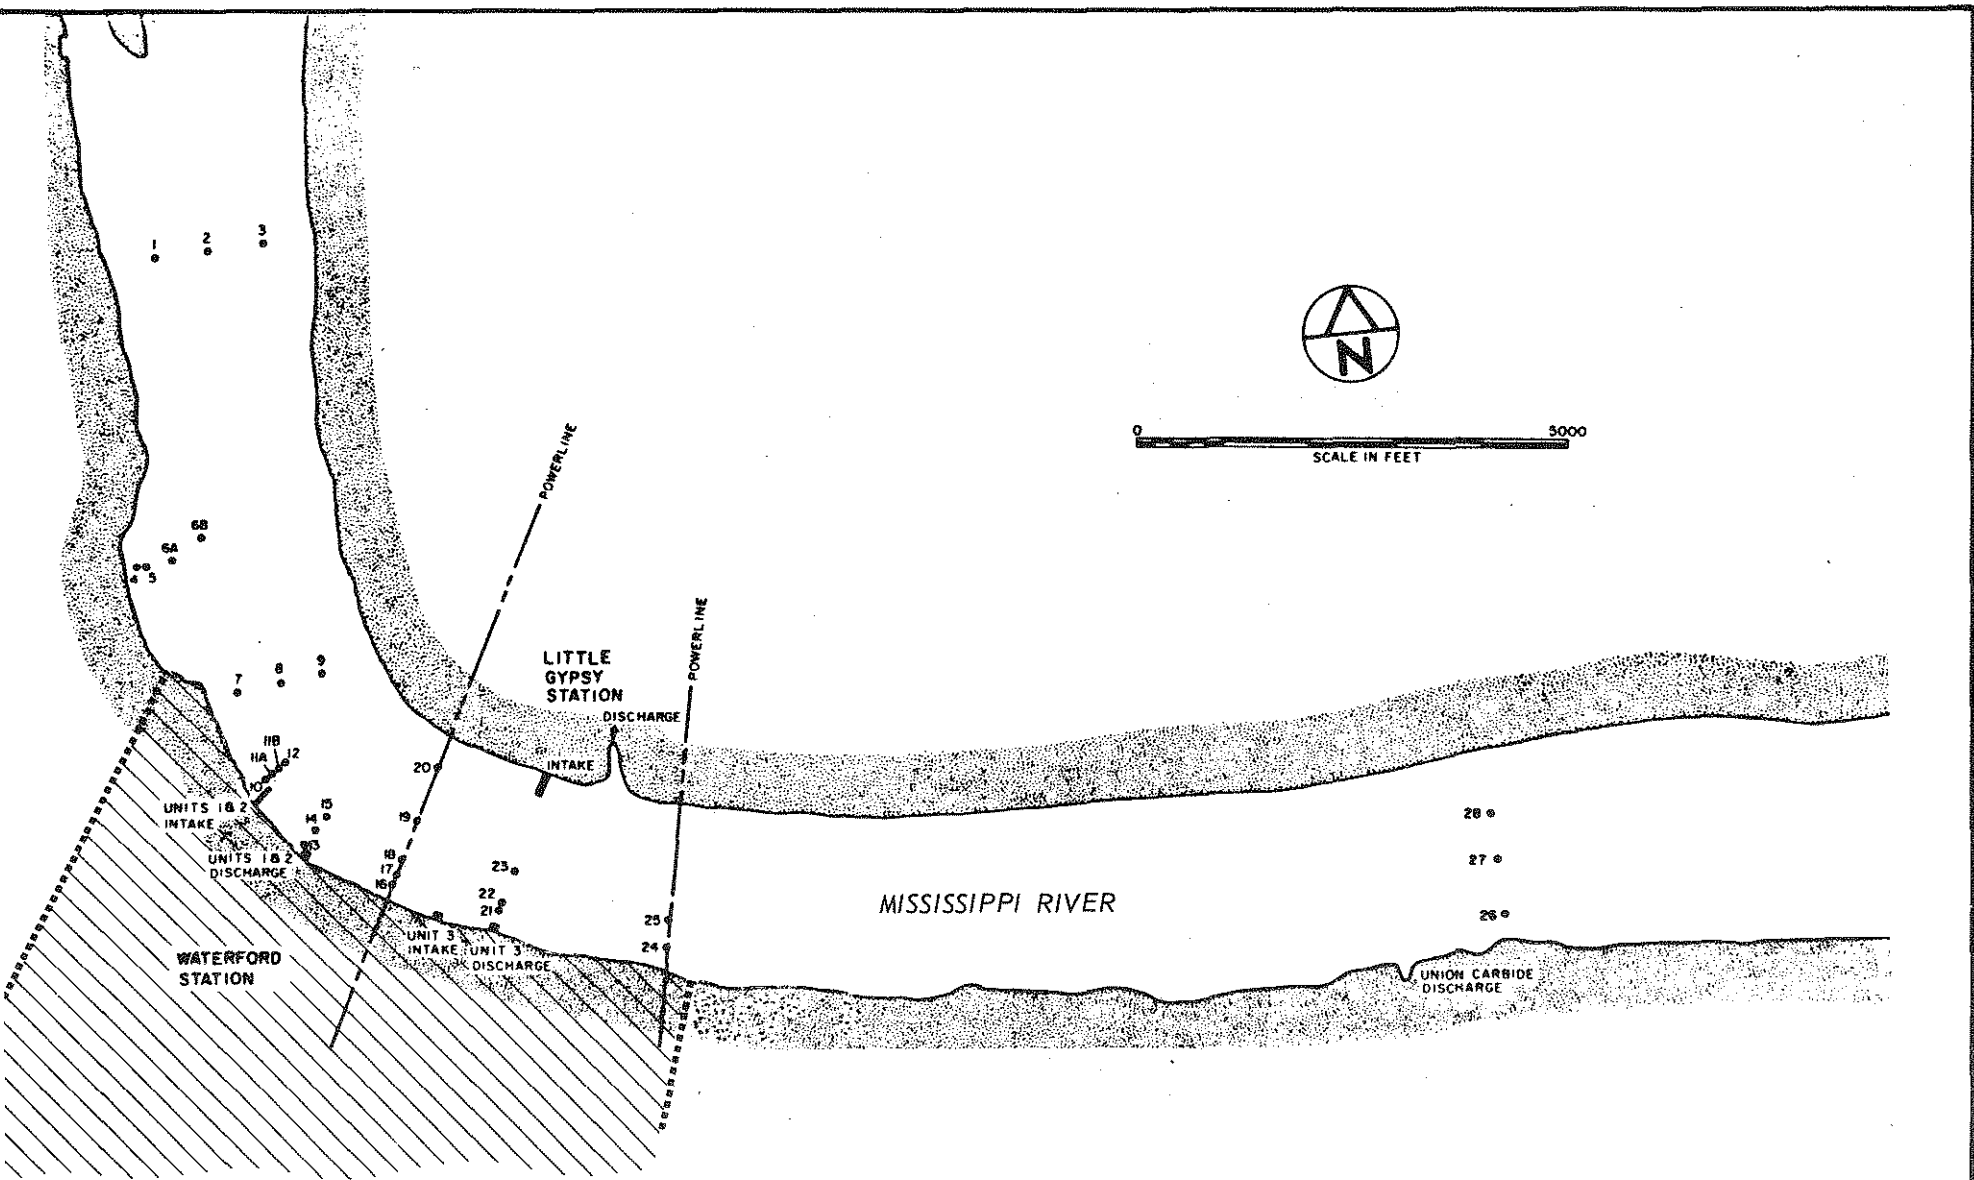 1
2
3
N
0
5000
SCALE IN FEET
POWERLINE
6B
6A
4
5
POWERLINE
LITTLE
GYPSY
STATION
DISCHARGE
INTAKE
7
8
9
11B
12
11A
10
UNITS 1 & 2
INTAKE
15
14
13
UNITS 1 & 2
DISCHARGE
20
19
18
17
16
23
22
21
25
24
28
27
26
MISSISSIPPI RIVER
UNIT 3
INTAKE
UNIT 3
DISCHARGE
WATERFORD
STATION
UNION CARBIDE
DISCHARGE